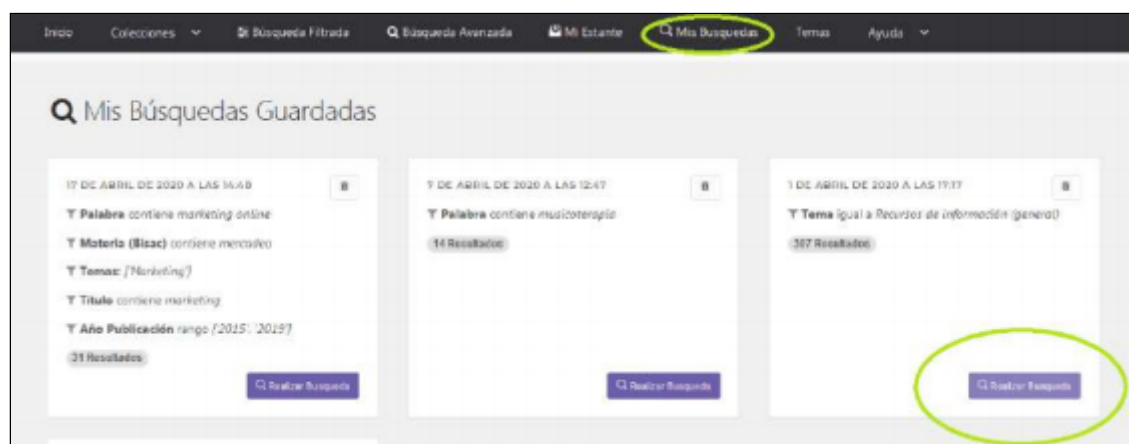 Inicio Colecciones Búsqueda Filtrada Búsqueda Avanzada Mi Estante Mis Busquedas Temas Ayuda
Mis Búsquedas Guardadas
17 DE ABRIL DE 2020 A LAS 14:40
Palabra contiene marketing online
Materia (Bisac) contiene mercadeo
Temas: ['Marketing']
Título contiene marketing
Año Publicación rango ['2015', '2019']
31 Resultados
Realizar Busqueda
7 DE ABRIL DE 2020 A LAS 12:47
Palabra contiene musicoterapia
14 Resultados
Realizar Busqueda
1 DE ABRIL DE 2020 A LAS 17:17
Tema igual a Recursos de información (general)
307 Resultados
Realizar Busqueda